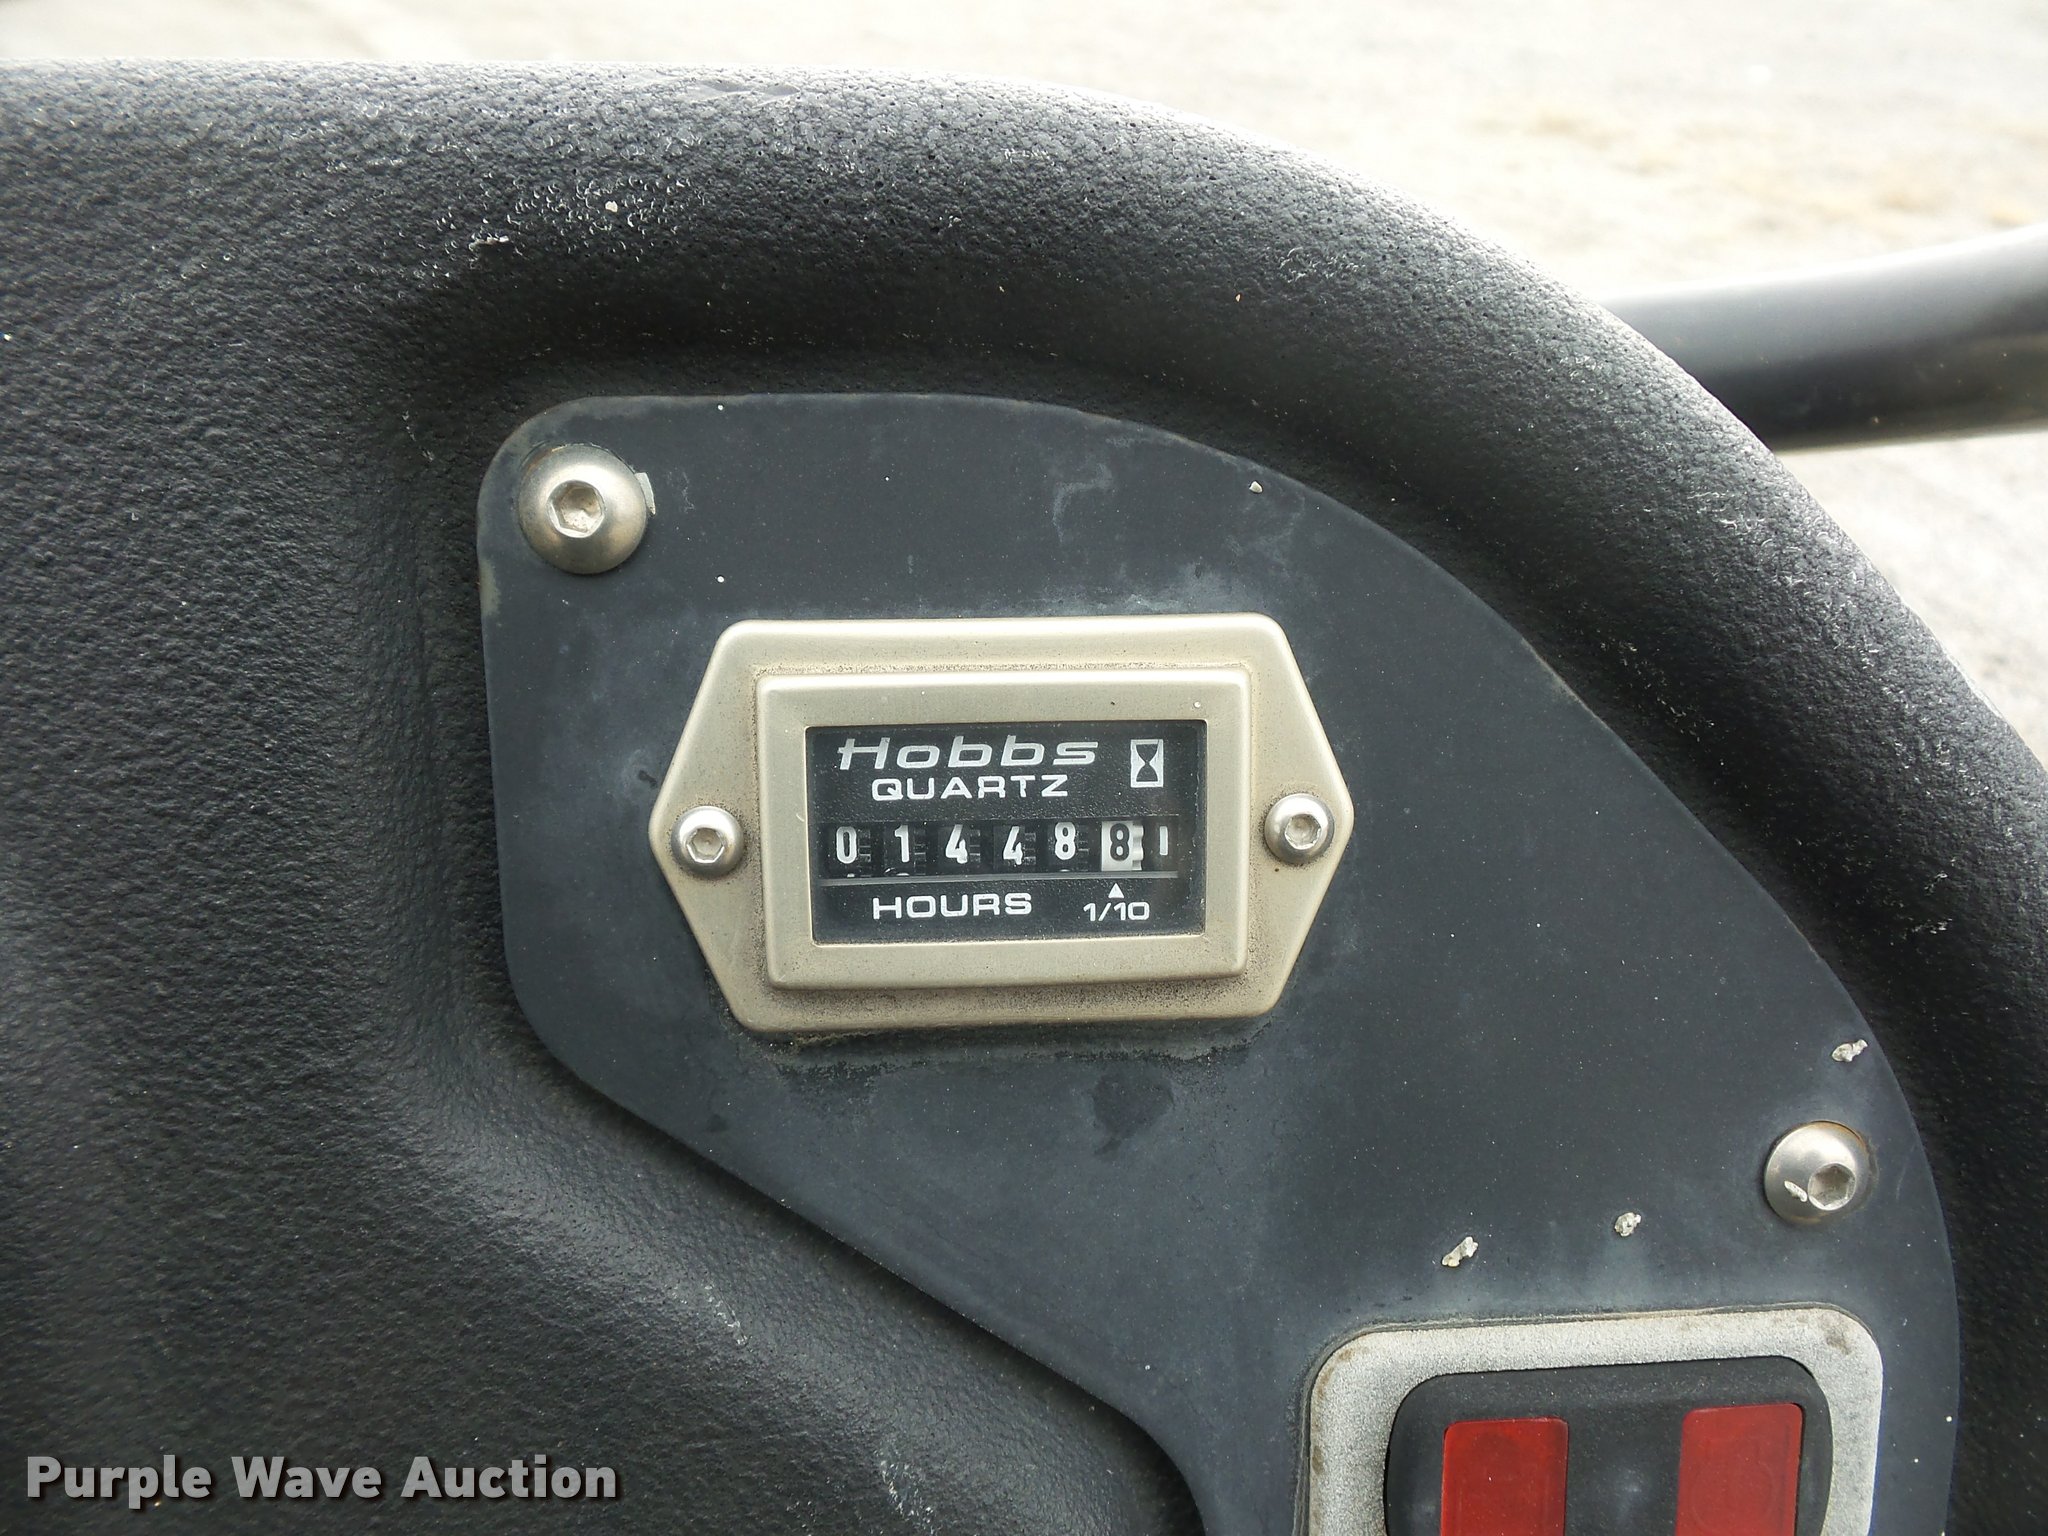 Hobbs
QUARTZ
0 1 4 4 8 8
HOURS 1/10
Purple Wave Auction